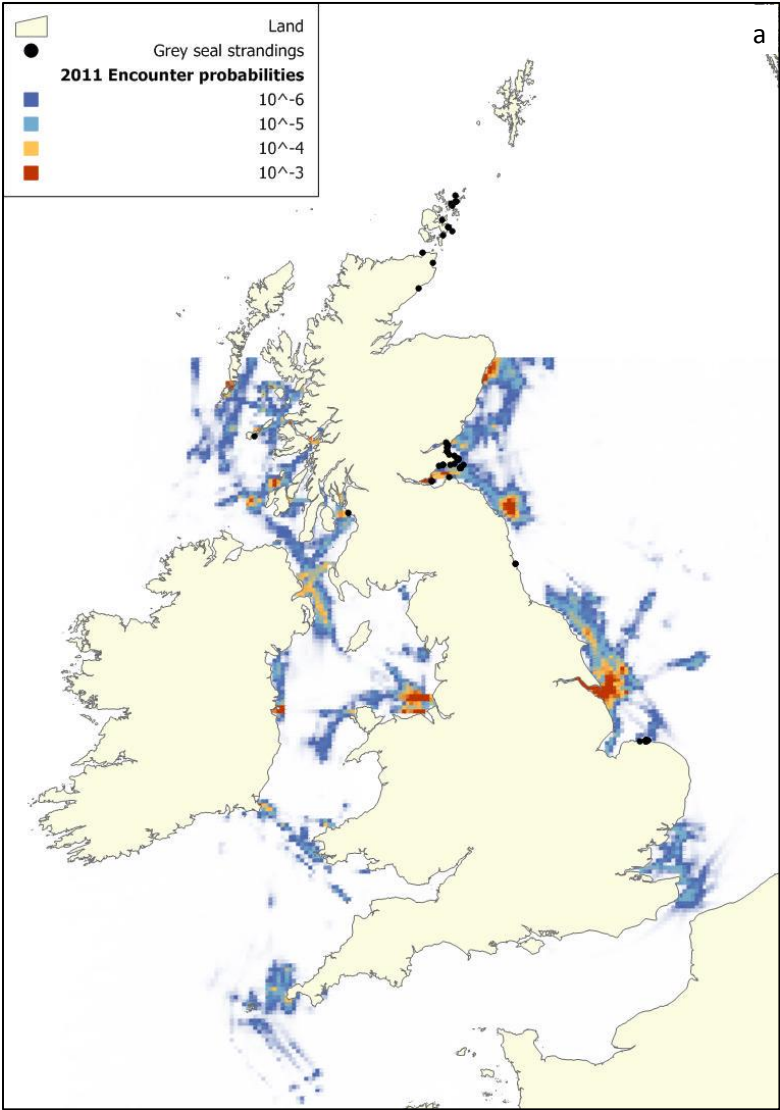 Land
a
Grey seal strandings
2011 Encounter probabilities
10^-6
10^-5
10^-4
10^-3